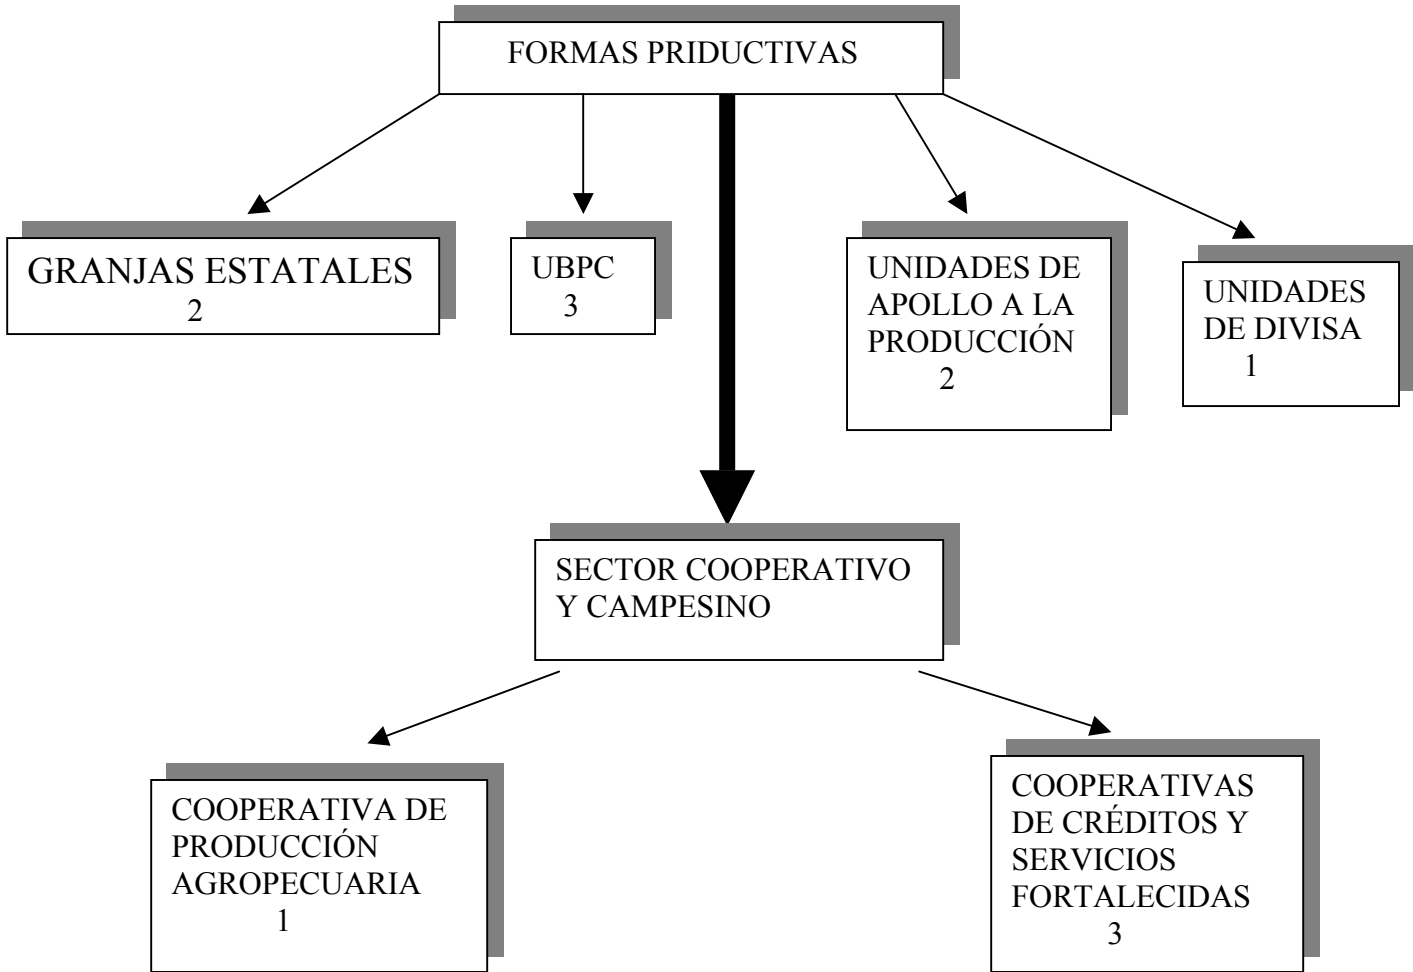 FORMAS PRIDUCTIVAS
GRANJAS ESTATALES
2
UBPC
3
UNIDADES DE
APOLLO A LA
PRODUCCIÓN
2
UNIDADES
DE DIVISA
1
SECTOR COOPERATIVO
Y CAMPESINO
COOPERATIVA DE
PRODUCCIÓN
AGROPECUARIA
1
COOPERATIVAS
DE CRÉDITOS Y
SERVICIOS
FORTALECIDAS
3